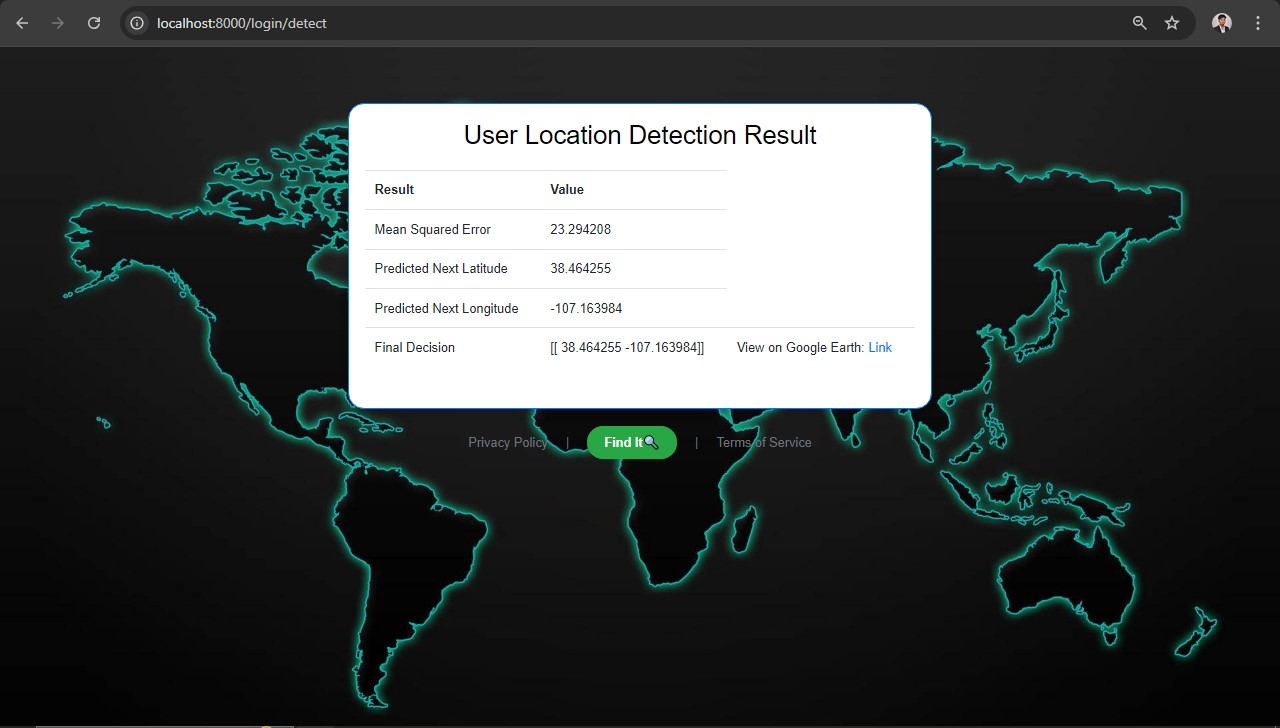 localhost:8000/login/detect
User Location Detection Result
Result Value
Mean Squared Error 23.294208
Predicted Next Latitude 38.464255
Predicted Next Longitude -107.163984
Final Decision [[ 38.464255 -107.163984]] View on Google Earth: Link
Privacy Policy | Find It🔍 | Terms of Service